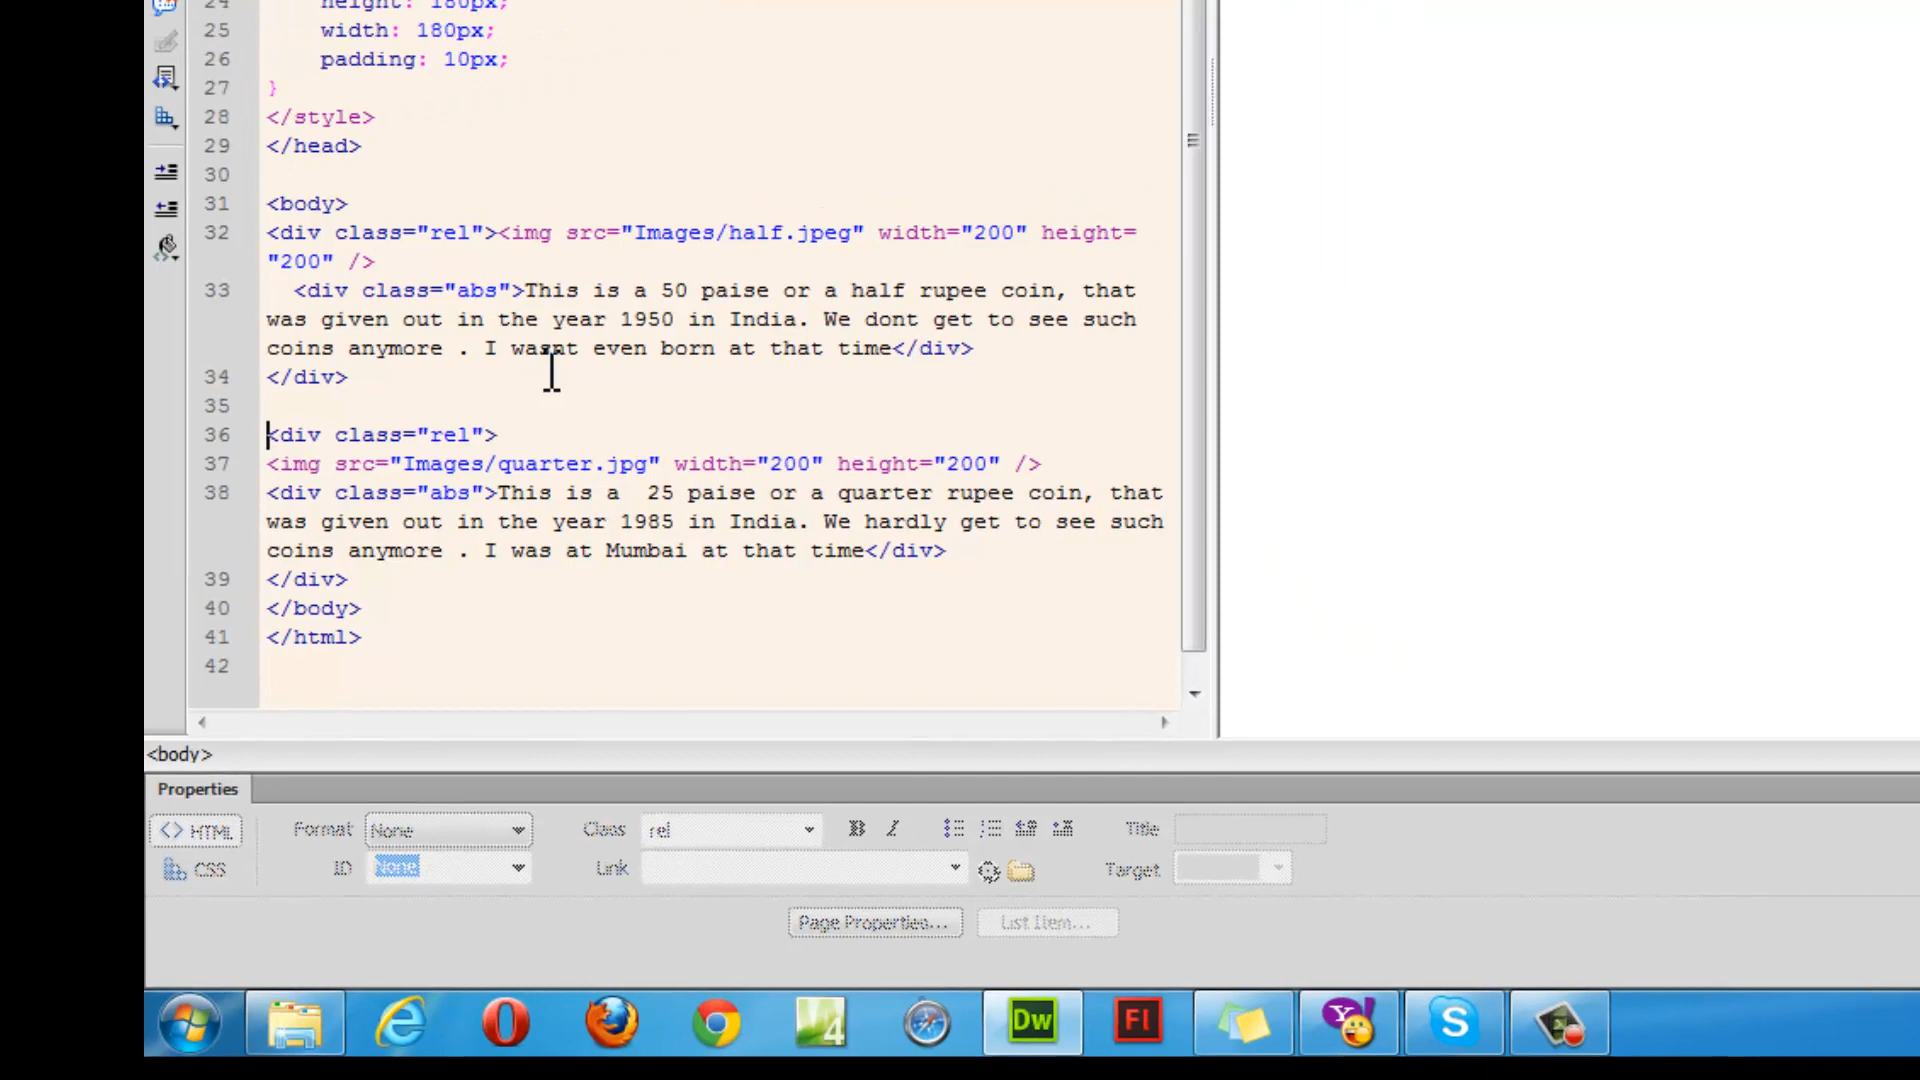 24 height: 180px;
25 width: 180px;
26 padding: 10px;
27 }
28 </style>
29 </head>
30
31 <body>
32 <div class="rel"><img src="Images/half.jpeg" width="200" height=
"200" />
33 <div class="abs">This is a 50 paise or a half rupee coin, that
was given out in the year 1950 in India. We dont get to see such
coins anymore . I wasnt even born at that time</div>
34 </div>
35
36 <div class="rel">
37 <img src="Images/quarter.jpg" width="200" height="200" />
38 <div class="abs">This is a  25 paise or a quarter rupee coin, that
was given out in the year 1985 in India. We hardly get to see such
coins anymore . I was at Mumbai at that time</div>
39 </div>
40 </body>
41 </html>
42
<body>
Properties
<> HTML Format None Class rel B I Title
CSS ID None Link Target
Page Properties... List Item...
4 Dw Fl Y! S